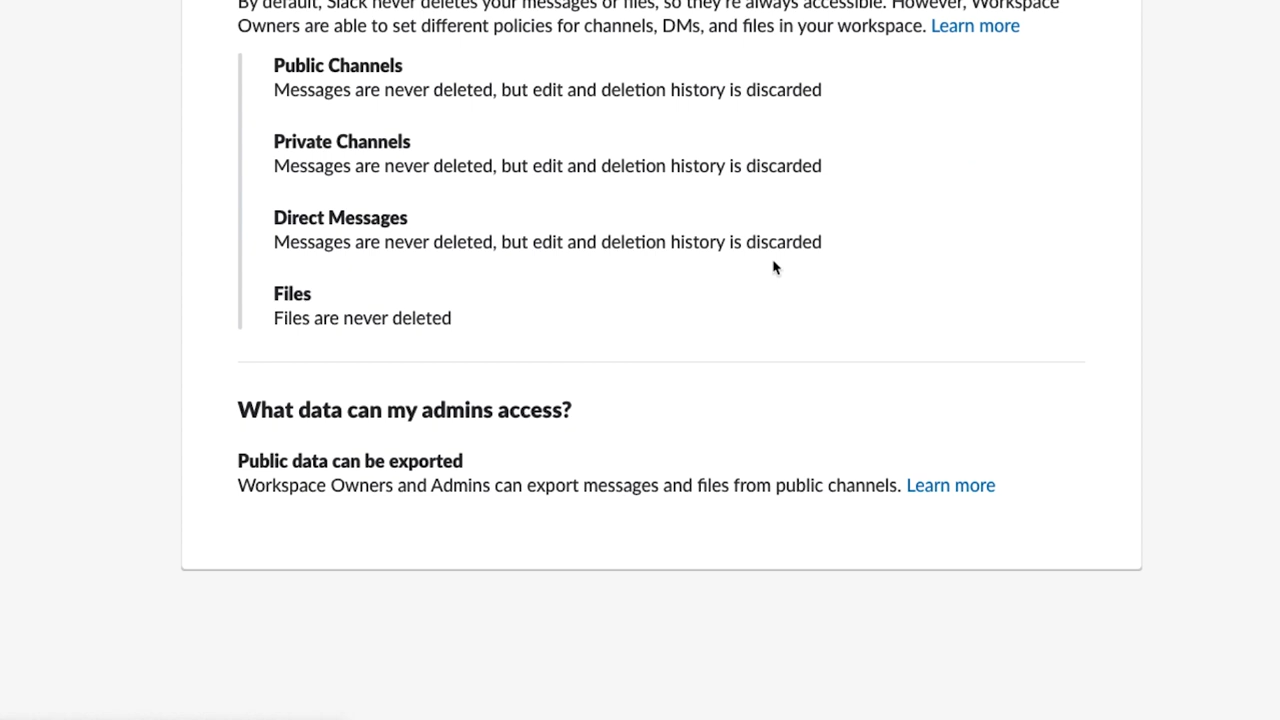 By default, Slack never deletes your messages or files, so they're always accessible. However, Workspace
Owners are able to set different policies for channels, DMs, and files in your workspace. Learn more
Public Channels
Messages are never deleted, but edit and deletion history is discarded
Private Channels
Messages are never deleted, but edit and deletion history is discarded
Direct Messages
Messages are never deleted, but edit and deletion history is discarded
Files
Files are never deleted
What data can my admins access?
Public data can be exported
Workspace Owners and Admins can export messages and files from public channels. Learn more